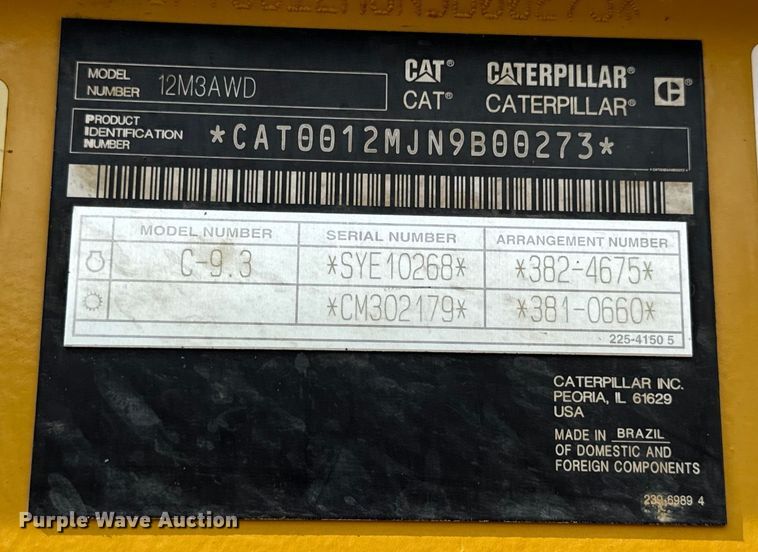 MODEL NUMBER 12M3AWD
CAT® CATERPILLAR®
CAT® CATERPILLAR®
PRODUCT IDENTIFICATION NUMBER *CAT0012MJN9B00273*
MODEL NUMBER SERIAL NUMBER ARRANGEMENT NUMBER
C-9.3 *SYE10268* *382-4675*
*CM302179* *381-0660*
225-4150 5
CATERPILLAR INC.
PEORIA, IL 61629
USA
MADE IN BRAZIL
OF DOMESTIC AND
FOREIGN COMPONENTS
239-6989 4
Purple Wave Auction